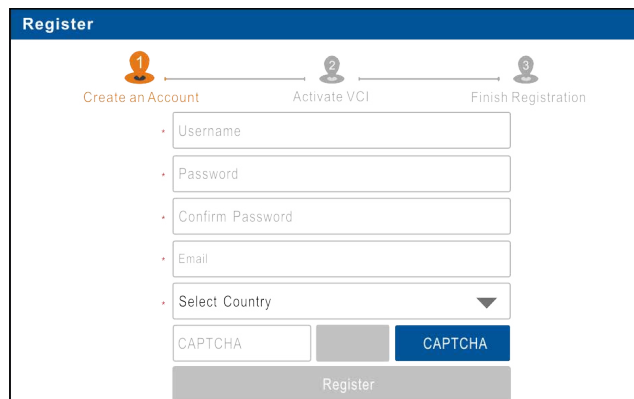 Register
1 2 3
Create an Account Activate VCI Finish Registration
* Username
* Password
* Confirm Password
* Email
* Select Country
CAPTCHA CAPTCHA
Register